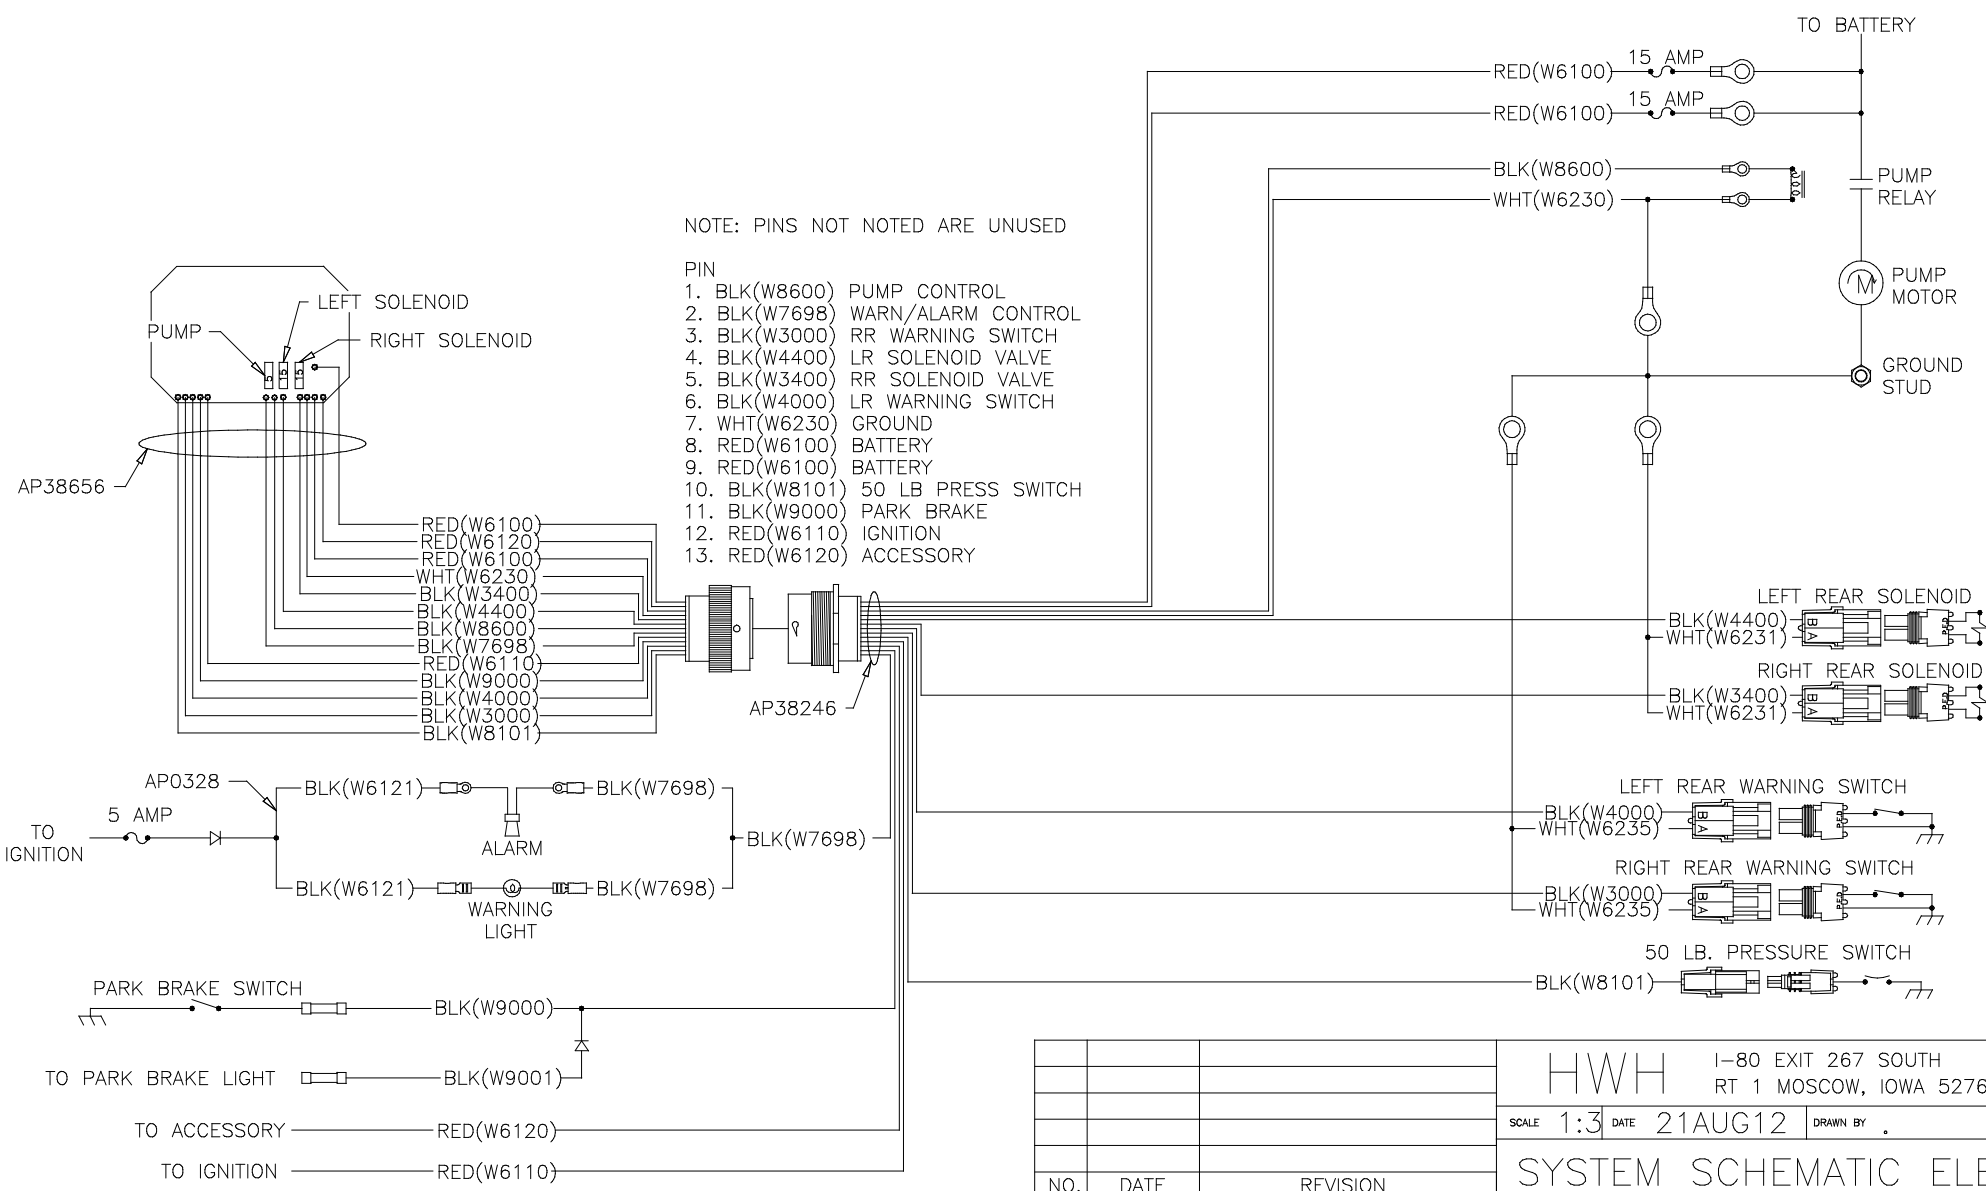 TO BATTERY
RED(W6100)
15 AMP
RED(W6100)
15 AMP
BLK(W8600)
WHT(W6230)
PUMP
RELAY
PUMP
MOTOR
M
GROUND
STUD
NOTE: PINS NOT NOTED ARE UNUSED
PIN
1. BLK(W8600) PUMP CONTROL
2. BLK(W7698) WARN/ALARM CONTROL
3. BLK(W3000) RR WARNING SWITCH
4. BLK(W4400) LR SOLENOID VALVE
5. BLK(W3400) RR SOLENOID VALVE
6. BLK(W4000) LR WARNING SWITCH
7. WHT(W6230) GROUND
8. RED(W6100) BATTERY
9. RED(W6100) BATTERY
10. BLK(W8101) 50 LB PRESS SWITCH
11. BLK(W9000) PARK BRAKE
12. RED(W6110) IGNITION
13. RED(W6120) ACCESSORY
LEFT SOLENOID
PUMP
RIGHT SOLENOID
5
15
15
AP38656
RED(W6100)
RED(W6120)
RED(W6100)
WHT(W6230)
BLK(W3400)
BLK(W4400)
BLK(W8600)
BLK(W7698)
RED(W6110)
BLK(W9000)
BLK(W4000)
BLK(W3000)
BLK(W8101)
AP38246
LEFT REAR SOLENOID
BLK(W4400)
WHT(W6231)
B
A
P.E.D.
RIGHT REAR SOLENOID
BLK(W3400)
WHT(W6231)
B
A
P.E.D.
LEFT REAR WARNING SWITCH
BLK(W4000)
WHT(W6235)
B
A
P.E.D.
RIGHT REAR WARNING SWITCH
BLK(W3000)
WHT(W6235)
B
A
P.E.D.
50 LB. PRESSURE SWITCH
BLK(W8101)
AP0328
5 AMP
TO
IGNITION
BLK(W6121)
BLK(W7698)
ALARM
BLK(W7698)
BLK(W6121)
BLK(W7698)
WARNING
LIGHT
PARK BRAKE SWITCH
BLK(W9000)
TO PARK BRAKE LIGHT
BLK(W9001)
TO ACCESSORY
RED(W6120)
TO IGNITION
RED(W6110)
HWH
I-80 EXIT 267 SOUTH
RT 1 MOSCOW, IOWA 5276
SCALE 1:3 DATE 21AUG12 DRAWN BY .
SYSTEM SCHEMATIC ELE
NO. DATE REVISION